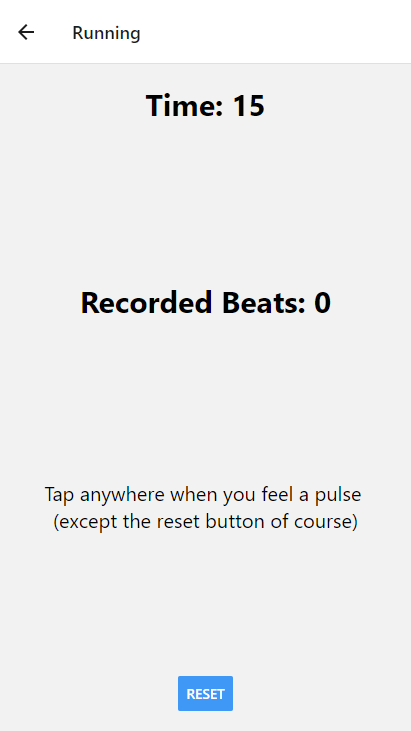 Running
Time: 15
Recorded Beats: 0
Tap anywhere when you feel a pulse
(except the reset button of course)
RESET